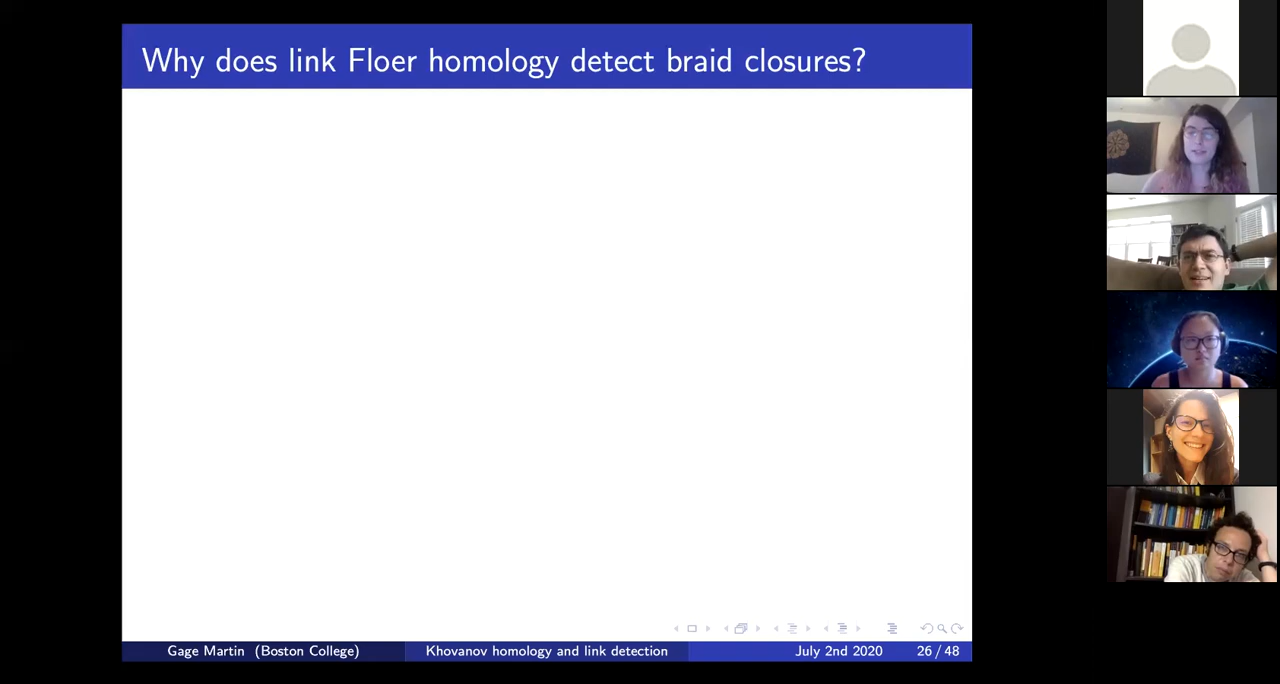 Why does link Floer homology detect braid closures?
Gage Martin (Boston College)
Khovanov homology and link detection
July 2nd 2020
26 / 48